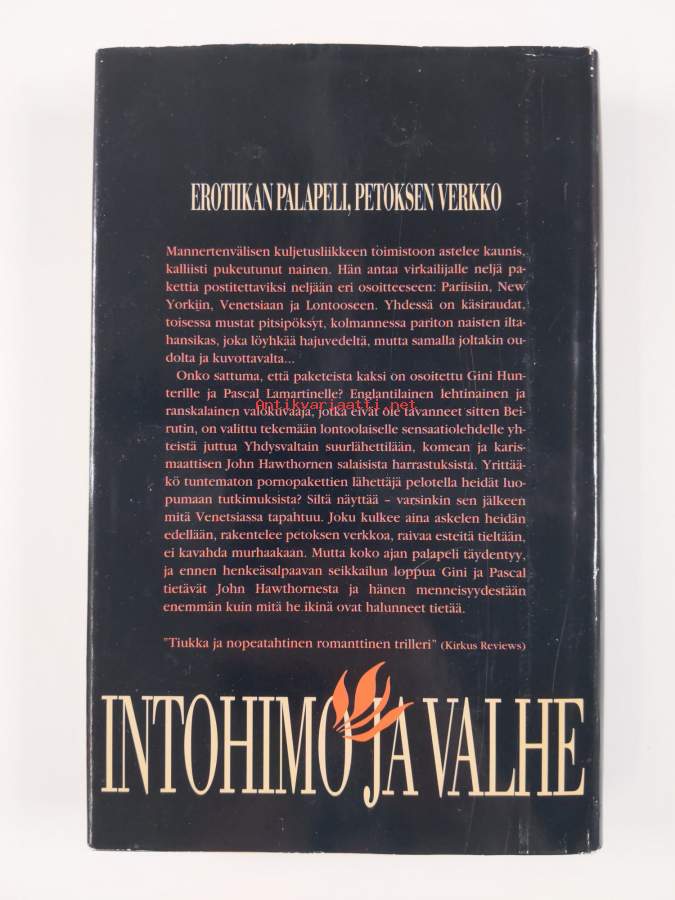 EROTIIKAN PALAPELI, PETOKSEN VERKKO
Mannertenvälisen kuljetusliikkeen toimistoon astelee kaunis,
kalliisti pukeutunut nainen. Hän antaa virkailijalle neljä pa-
kettia postitettaviksi neljään eri osoitteeseen: Pariisiin, New
Yorkiin, Venetsiaan ja Lontooseen. Yhdessä on käsiraudat,
toisessa mustat pitsipöksyt, kolmannessa pariton naisten ilta-
hansikas, joka löyhkää hajuvedeltä, mutta samalla joltakin ou-
dolta ja kuvottavalta...
Onko sattuma, että paketeista kaksi on osoitettu Gini Hun-
terille ja Pascal Lamartinelle? Englantilainen lehtinainen ja
Antikvariaatti.net
ranskalainen valokuvaaja, jotka eivät ole tavanneet sitten Bei-
rutin, on valittu tekemään lontoolaiselle sensaatiolehdelle yh-
teistä juttua Yhdysvaltain suurlähettilään, komean ja karis-
maattisen John Hawthornen salaisista harrastuksista. Yrittää-
kö tuntematon pornopakettien lähettäjä pelotella heidät luo-
pumaan tutkimuksista? Siltä näyttää – varsinkin sen jälkeen
mitä Venetsiassa tapahtuu. Joku kulkee aina askelen heidän
edellään, rakentelee petoksen verkkoa, raivaa esteitä tieltään,
ei kavahda murhaakaan. Mutta koko ajan palapeli täydentyy,
ja ennen henkeäsalpaavan seikkailun loppua Gini ja Pascal
tietävät John Hawthornesta ja hänen menneisyydestään
enemmän kuin mitä he ikinä ovat halunneet tietää.
"Tiukka ja nopeatahtinen romanttinen trilleri" (Kirkus Reviews)
INTOHIMO JA VALHE